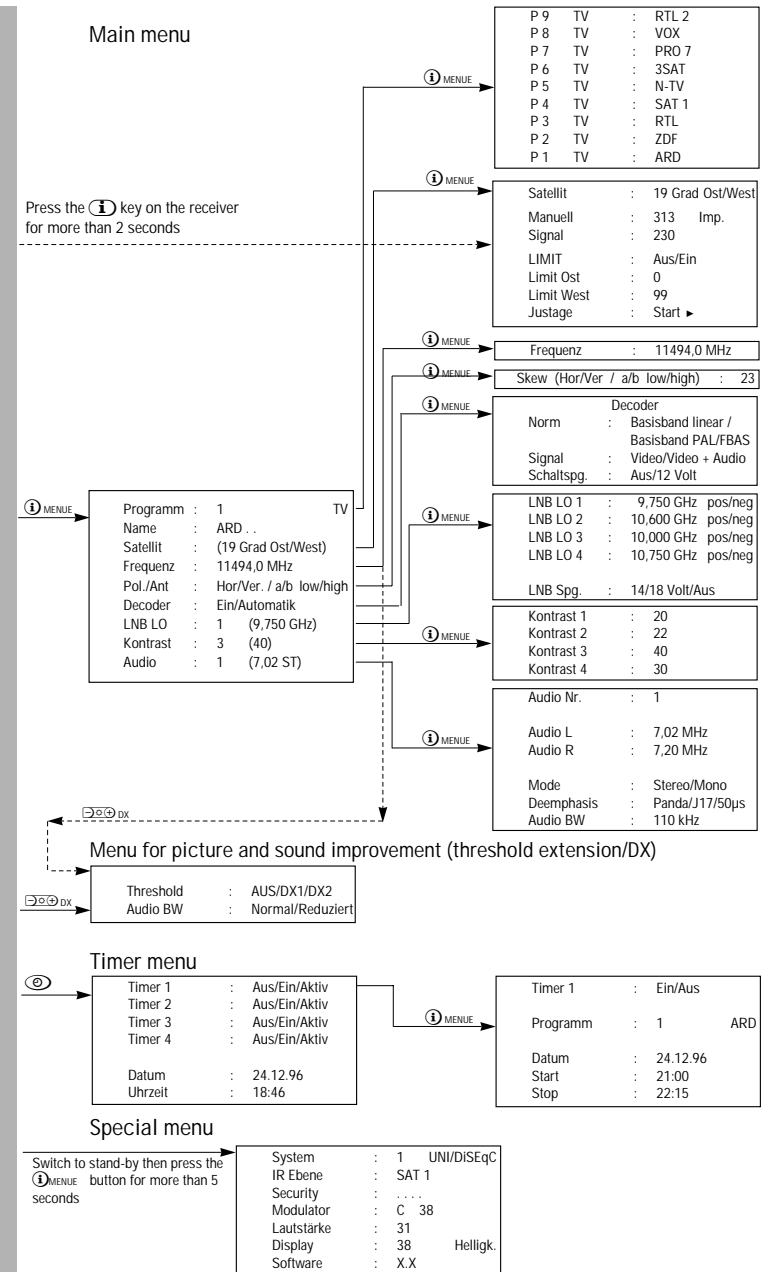 Main menu
P 9 TV : RTL 2
P 8 TV : VOX
P 7 TV : PRO 7
P 6 TV : 3SAT
P 5 TV : N-TV
P 4 TV : SAT 1
P 3 TV : RTL
P 2 TV : ZDF
P 1 TV : ARD
i MENUE
i MENUE
Satellit : 19 Grad Ost/West
Manuell : 313 Imp.
Signal : 230
LIMIT : Aus/Ein
Limit Ost : 0
Limit West : 99
Justage : Start ►
Press the i key on the receiver
for more than 2 seconds
i MENUE
Frequenz : 11494,0 MHz
i MENUE
Skew (Hor/Ver / a/b low/high) : 23
i MENUE
Decoder
Norm : Basisband linear /
Basisband PAL/FBAS
Signal : Video/Video + Audio
Schaltspg. : Aus/12 Volt
i MENUE
Programm : 1 TV
Name : ARD . .
Satellit : (19 Grad Ost/West)
Frequenz : 11494,0 MHz
Pol./Ant : Hor/Ver. / a/b low/high
Decoder : Ein/Automatik
LNB LO : 1 (9,750 GHz)
Kontrast : 3 (40)
Audio : 1 (7,02 ST)
i MENUE
LNB LO 1 : 9,750 GHz pos/neg
LNB LO 2 : 10,600 GHz pos/neg
LNB LO 3 : 10,000 GHz pos/neg
LNB LO 4 : 10,750 GHz pos/neg
LNB Spg. : 14/18 Volt/Aus
i MENUE
Kontrast 1 : 20
Kontrast 2 : 22
Kontrast 3 : 40
Kontrast 4 : 30
i MENUE
Audio Nr. : 1
Audio L : 7,02 MHz
Audio R : 7,20 MHz
Mode : Stereo/Mono
Deemphasis : Panda/J17/50µs
Audio BW : 110 kHz
DX
Menu for picture and sound improvement (threshold extension/DX)
DX
Threshold : AUS/DX1/DX2
Audio BW : Normal/Reduziert
Timer menu
Timer 1 : Aus/Ein/Aktiv
Timer 2 : Aus/Ein/Aktiv
Timer 3 : Aus/Ein/Aktiv
Timer 4 : Aus/Ein/Aktiv
Datum : 24.12.96
Uhrzeit : 18:46
i MENUE
Timer 1 : Ein/Aus
Programm : 1 ARD
Datum : 24.12.96
Start : 21:00
Stop : 22:15
Special menu
Switch to stand-by then press the
i MENUE button for more than 5
seconds
System : 1 UNI/DiSEqC
IR Ebene : SAT 1
Security : . . . .
Modulator : C 38
Lautstärke : 31
Display : 38 Helligk.
Software : X.X